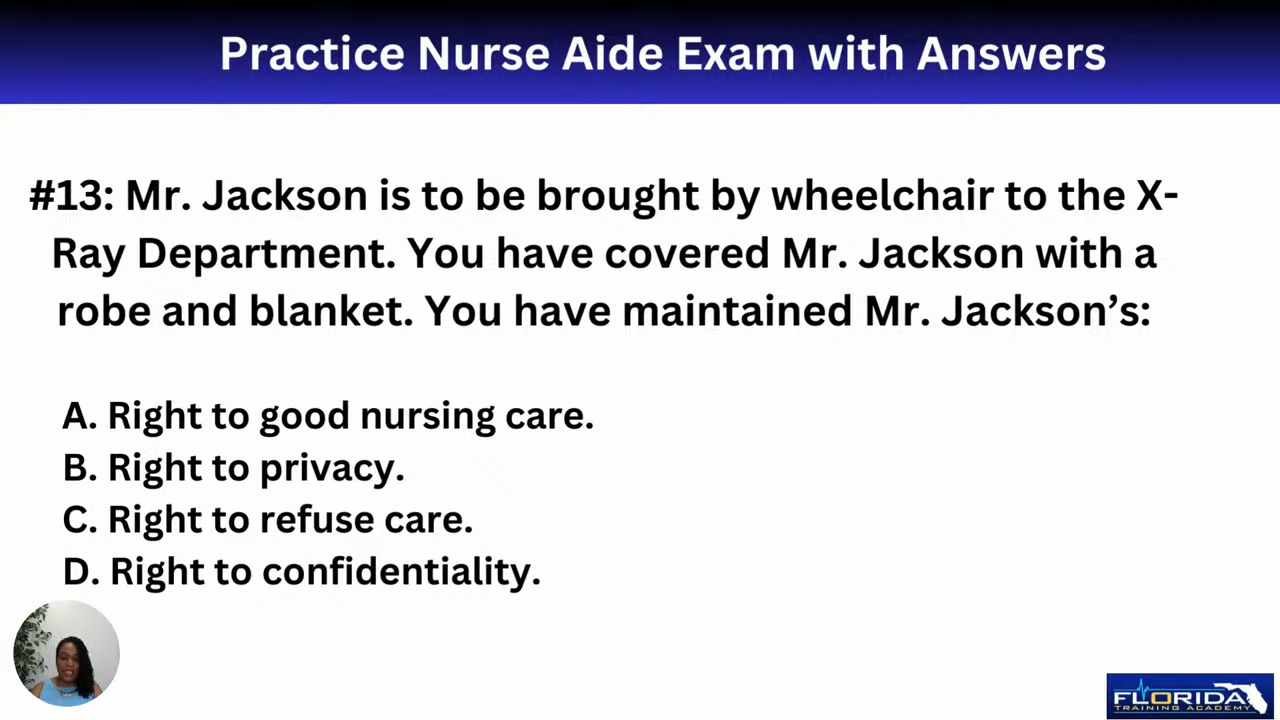 Practice Nurse Aide Exam with Answers
#13: Mr. Jackson is to be brought by wheelchair to the X-
Ray Department. You have covered Mr. Jackson with a
robe and blanket. You have maintained Mr. Jackson’s:
A. Right to good nursing care.
B. Right to privacy.
C. Right to refuse care.
D. Right to confidentiality.
FLORIDA
TRAINING ACADEMY